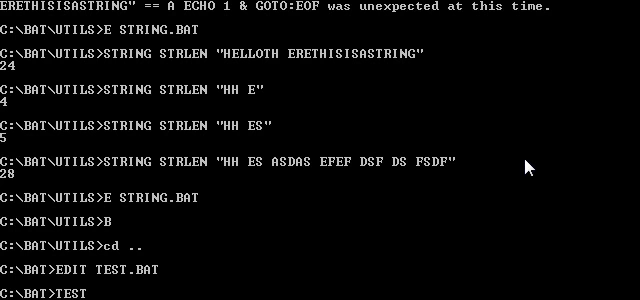 ERETHISISASTRING" == A ECHO 1 & GOTO:EOF was unexpected at this time.
C:\BAT\UTILS>E STRING.BAT
C:\BAT\UTILS>STRING STRLEN "HELLOTH ERETHISISASTRING"
24
C:\BAT\UTILS>STRING STRLEN "HH E"
4
C:\BAT\UTILS>STRING STRLEN "HH ES"
5
C:\BAT\UTILS>STRING STRLEN "HH ES ASDAS EFEF DSF DS FSDF"
28
C:\BAT\UTILS>E STRING.BAT
C:\BAT\UTILS>B
C:\BAT\UTILS>cd ..
C:\BAT>EDIT TEST.BAT
C:\BAT>TEST